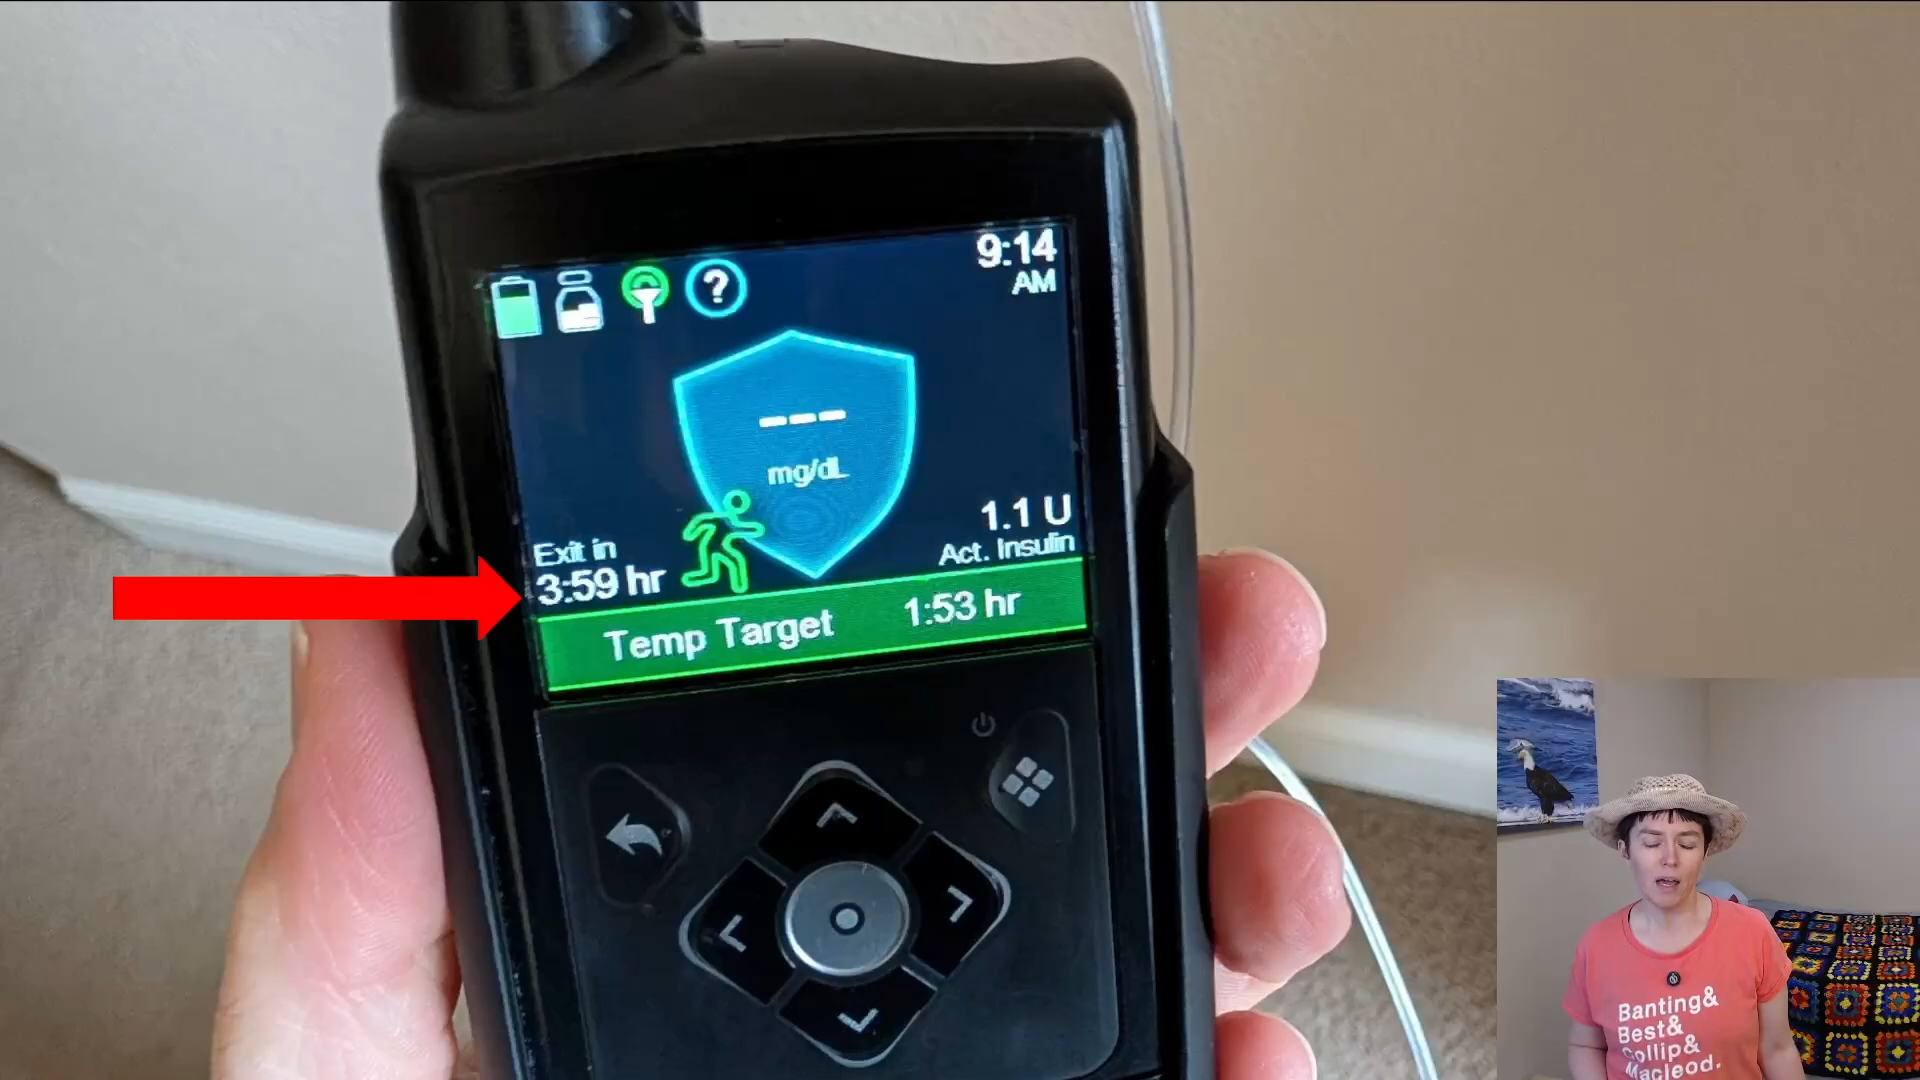 9:14
AM
?
---
mg/dL
Exit in
3:59 hr
1.1 U
Act. Insulin
Temp Target 1:53 hr
Banting&
Best&
Collip&
Macleod.